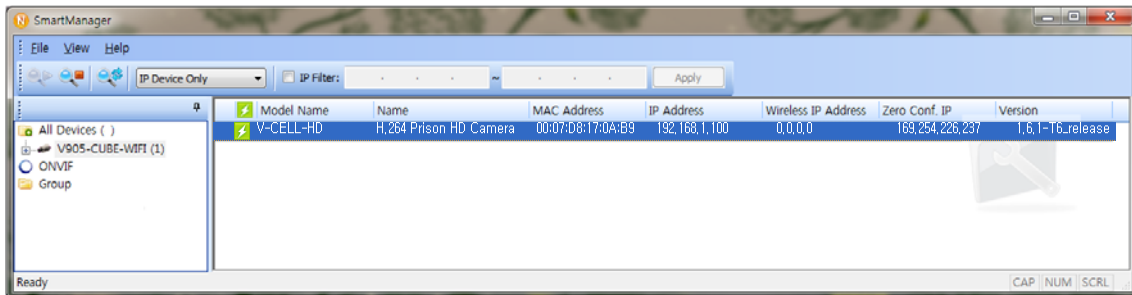 SmartManager
File View Help
IP Device Only IP Filter: . . . ~ . . . Apply
Model Name Name MAC Address IP Address Wireless IP Address Zero Conf. IP Version
V-CELL-HD H,264 Prison HD Camera 00:07:D8:17:0A:B9 192,168,1,100 0,0,0,0 169,254,226,237 1,6,1-T6_release
All Devices ( )
V905-CUBE-WIFI (1)
ONVIF
Group
Ready CAP NUM SCRL